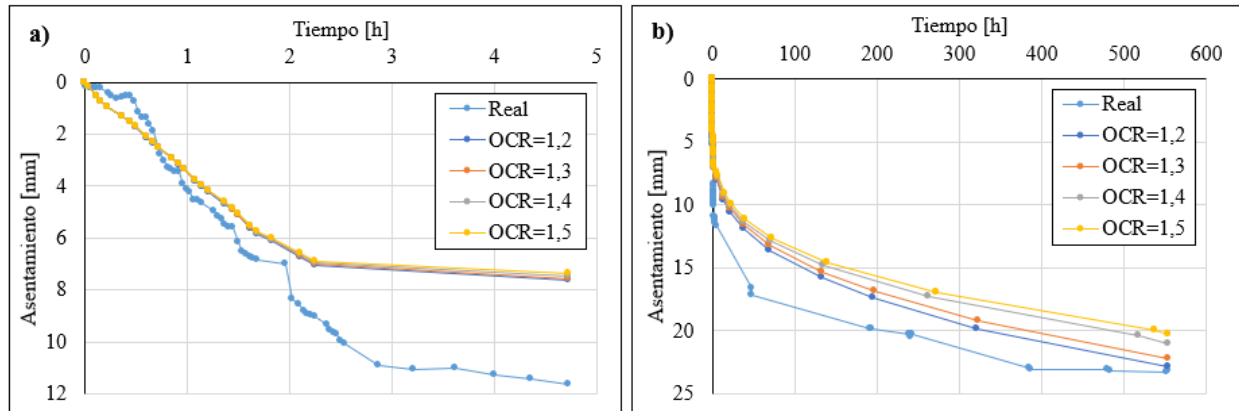 a)
Tiempo [h]
0 1 2 3 4 5
0
2
4
6
8
10
12
Asentamiento [mm]
Real
OCR=1,2
OCR=1,3
OCR=1,4
OCR=1,5
b)
Tiempo [h]
0 100 200 300 400 500 600
0
5
10
15
20
25
Asentamiento [mm]
Real
OCR=1,2
OCR=1,3
OCR=1,4
OCR=1,5